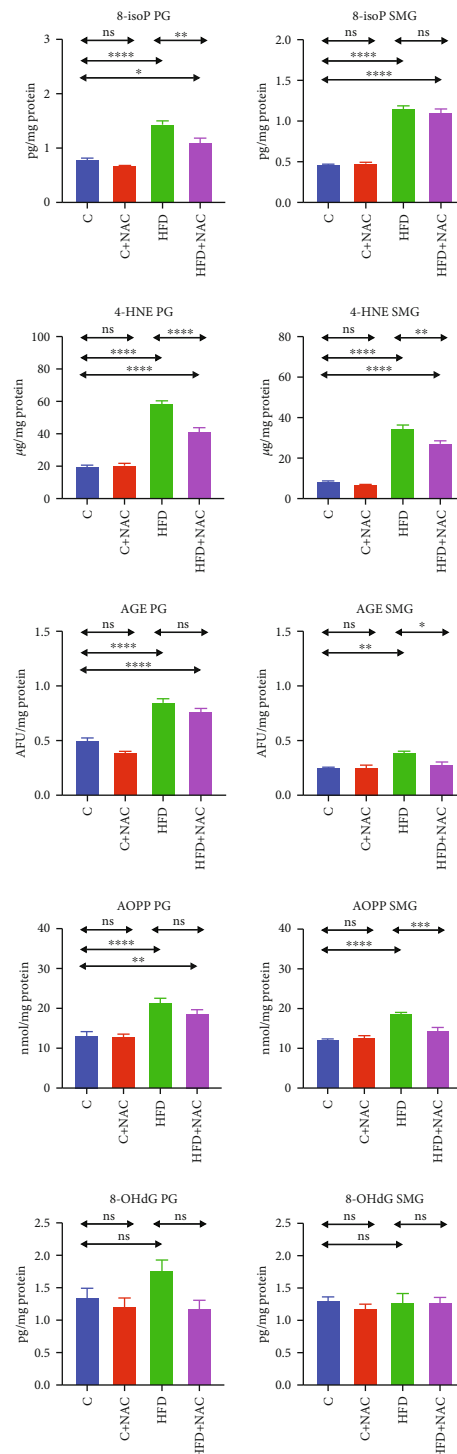 8-isoP PG
ns
**
****
*
3
2
1
0
pg/mg protein
C
C+NAC
HFD
HFD+NAC
8-isoP SMG
ns
ns
****
****
2.0
1.5
1.0
0.5
0.0
pg/mg protein
C
C+NAC
HFD
HFD+NAC
4-HNE PG
ns
****
****
****
100
80
60
40
20
0
µg/mg protein
C
C+NAC
HFD
HFD+NAC
4-HNE SMG
ns
**
****
****
80
60
40
20
0
µg/mg protein
C
C+NAC
HFD
HFD+NAC
AGE PG
ns
ns
****
****
1.5
1.0
0.5
0.0
AFU/mg protein
C
C+NAC
HFD
HFD+NAC
AGE SMG
ns
*
**
1.5
1.0
0.5
0.0
AFU/mg protein
C
C+NAC
HFD
HFD+NAC
AOPP PG
ns
ns
****
**
40
30
20
10
0
nmol/mg protein
C
C+NAC
HFD
HFD+NAC
AOPP SMG
ns
***
****
40
30
20
10
0
nmol/mg protein
C
C+NAC
HFD
HFD+NAC
8-OHdG PG
ns
ns
ns
2.5
2.0
1.5
1.0
0.5
0.0
pg/mg protein
C
C+NAC
HFD
HFD+NAC
8-OHdG SMG
ns
ns
ns
2.5
2.0
1.5
1.0
0.5
0.0
pg/mg protein
C
C+NAC
HFD
HFD+NAC